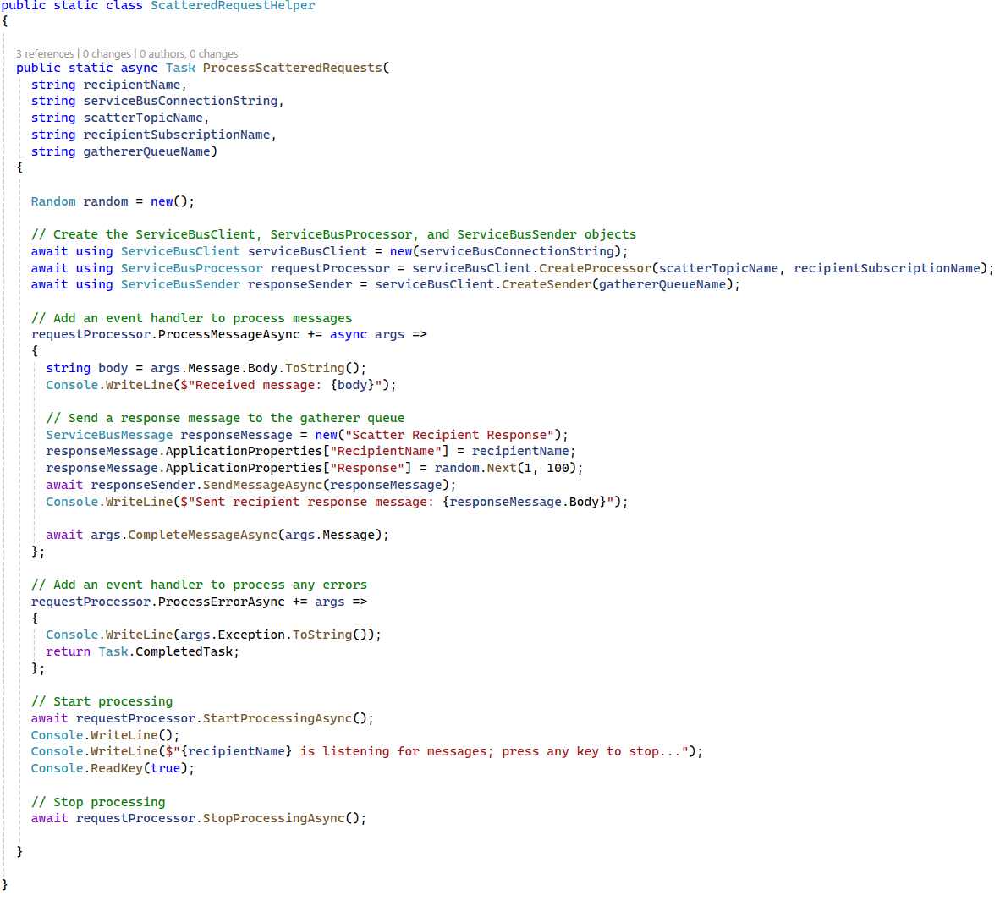 public static class ScatteredRequestHelper
{
3 references | 0 changes | 0 authors, 0 changes
public static async Task ProcessScatteredRequests(
string recipientName,
string serviceBusConnectionString,
string scatterTopicName,
string recipientSubscriptionName,
string gathererQueueName)
{
Random random = new();
// Create the ServiceBusClient, ServiceBusProcessor, and ServiceBusSender objects
await using ServiceBusClient serviceBusClient = new(serviceBusConnectionString);
await using ServiceBusProcessor requestProcessor = serviceBusClient.CreateProcessor(scatterTopicName, recipientSubscriptionName);
await using ServiceBusSender responseSender = serviceBusClient.CreateSender(gathererQueueName);
// Add an event handler to process messages
requestProcessor.ProcessMessageAsync += async args =>
{
string body = args.Message.Body.ToString();
Console.WriteLine($"Received message: {body}");
// Send a response message to the gatherer queue
ServiceBusMessage responseMessage = new("Scatter Recipient Response");
responseMessage.ApplicationProperties["RecipientName"] = recipientName;
responseMessage.ApplicationProperties["Response"] = random.Next(1, 100);
await responseSender.SendMessageAsync(responseMessage);
Console.WriteLine($"Sent recipient response message: {responseMessage.Body}");
await args.CompleteMessageAsync(args.Message);
};
// Add an event handler to process any errors
requestProcessor.ProcessErrorAsync += args =>
{
Console.WriteLine(args.Exception.ToString());
return Task.CompletedTask;
};
// Start processing
await requestProcessor.StartProcessingAsync();
Console.WriteLine();
Console.WriteLine($"{recipientName} is listening for messages; press any key to stop...");
Console.ReadKey(true);
// Stop processing
await requestProcessor.StopProcessingAsync();
}
}